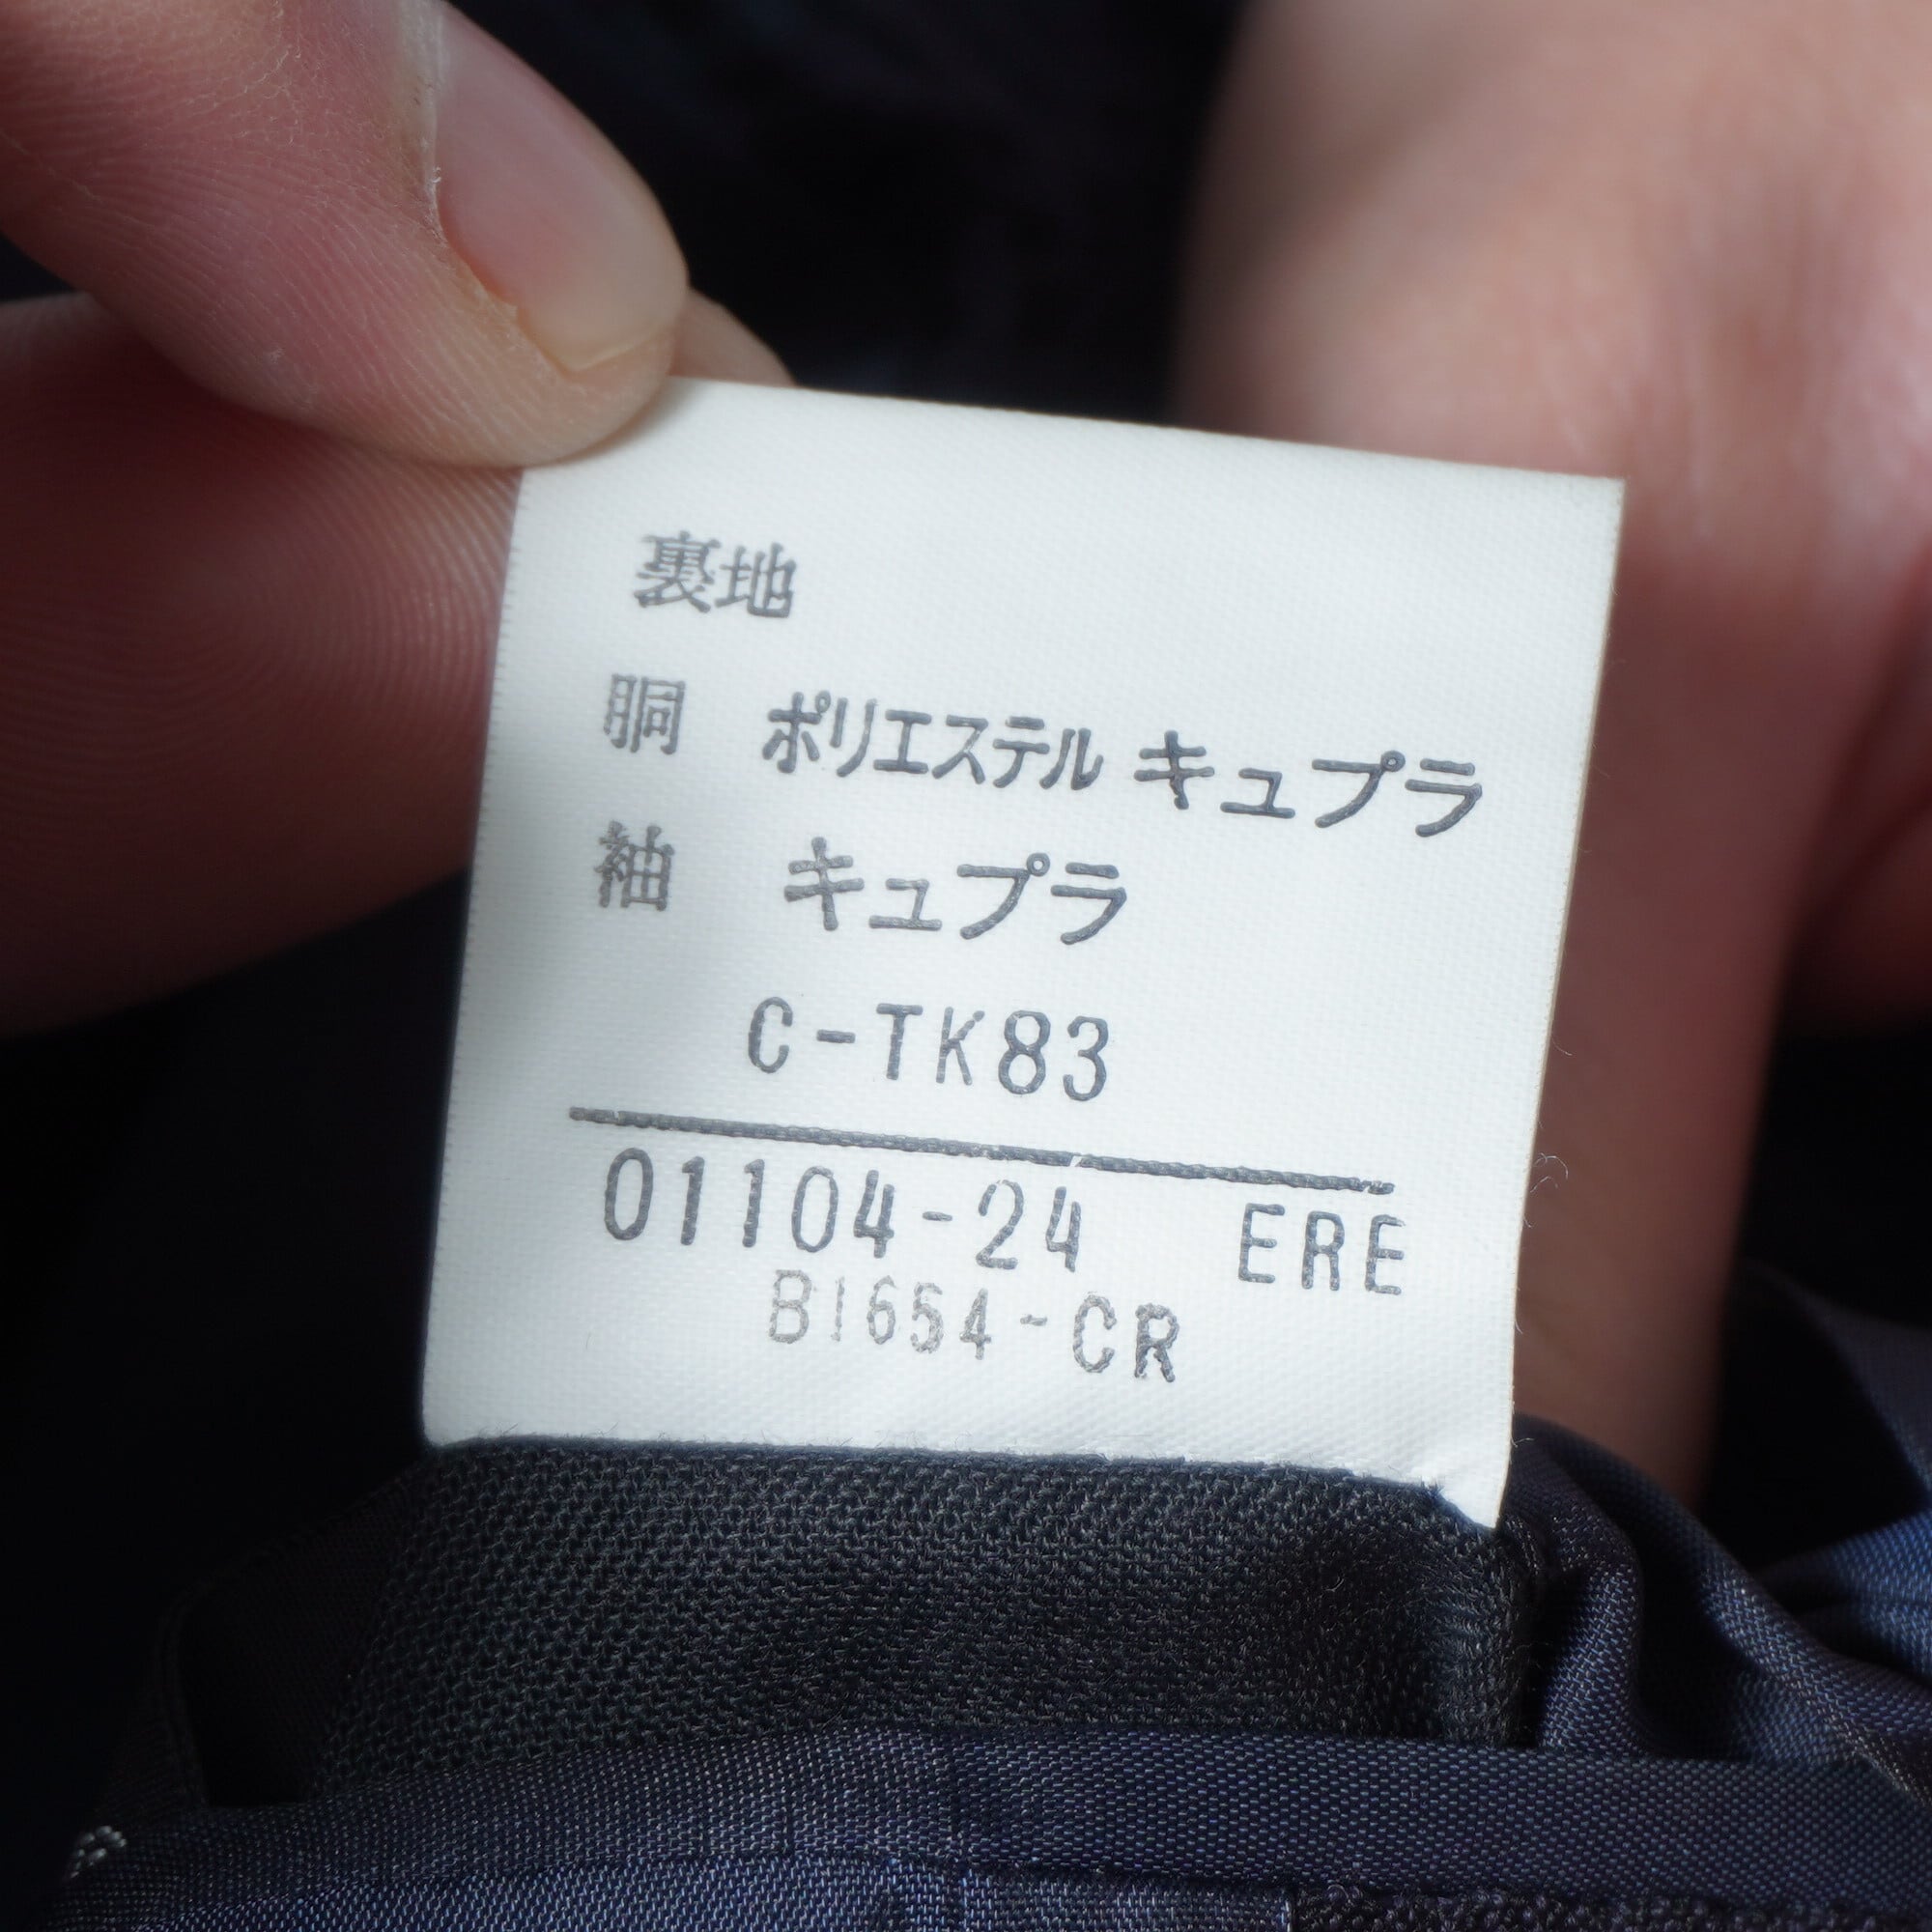 裏地
胴 ポリエステル キュプラ
袖 キュプラ
C-TK83
01104-24 ERE
B1654-CR